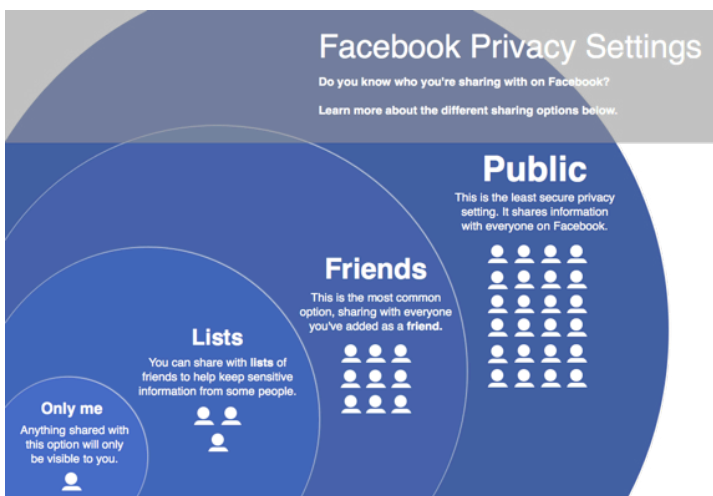 Facebook Privacy Settings
Do you know who you're sharing with on Facebook?
Learn more about the different sharing options below.
Public
This is the least secure privacy
setting. It shares information
with everyone on Facebook.
Friends
This is the most common
option, sharing with everyone
you've added as a friend.
Lists
You can share with lists of
friends to help keep sensitive
information from some people.
Only me
Anything shared with
this option will only
be visible to you.